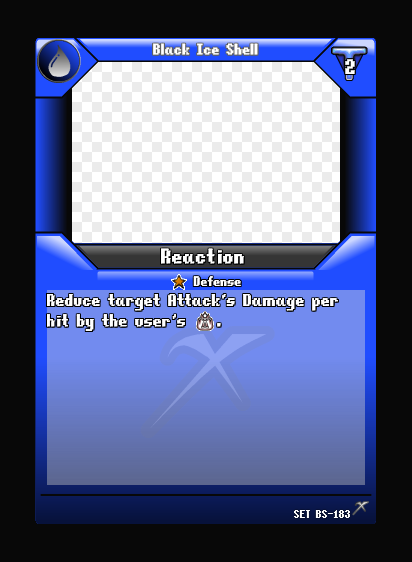 Black Ice Shell
2
Reaction
Defense
Reduce target Attack's Damage per
hit by the user's .
SET BS-183